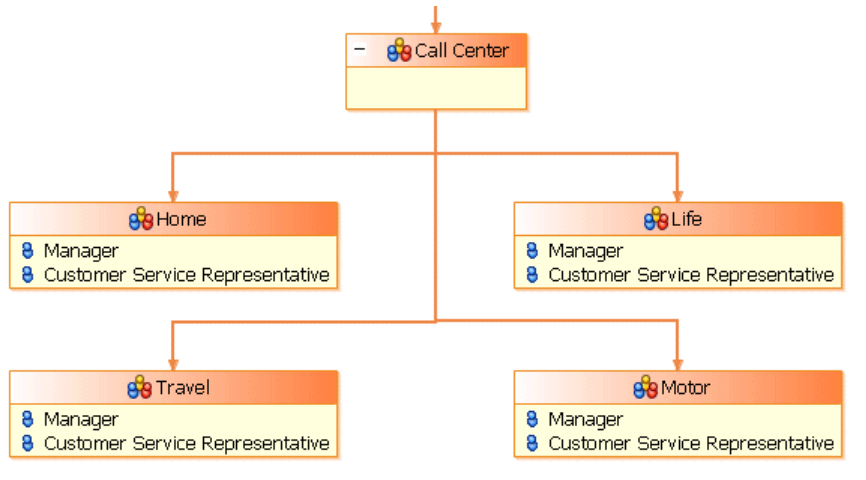 Call Center
Home
Manager
Customer Service Representative
Life
Manager
Customer Service Representative
Travel
Manager
Customer Service Representative
Motor
Manager
Customer Service Representative